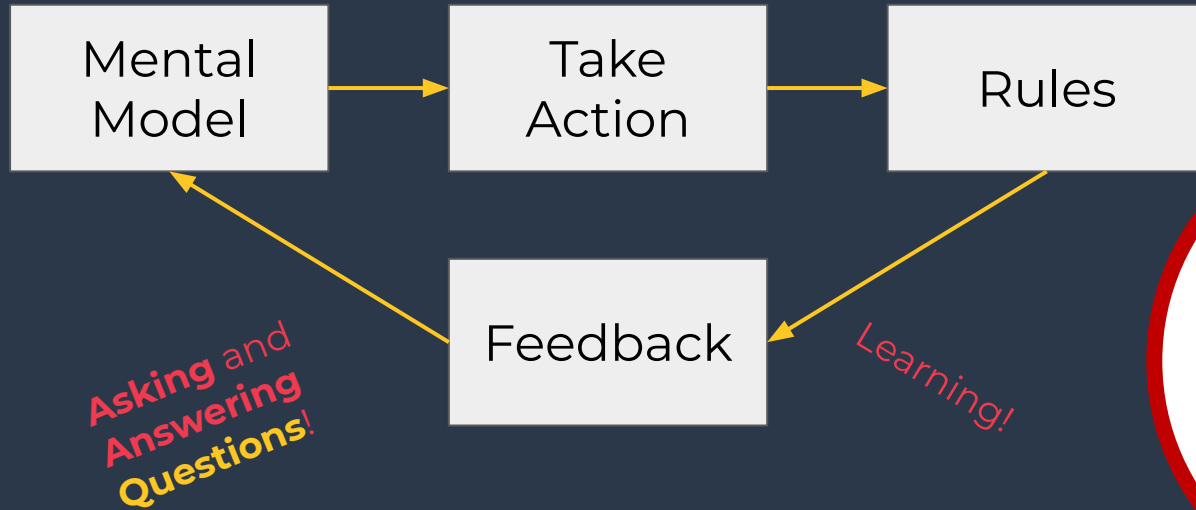 Mental
Model
Take
Action
Rules
Feedback
Asking and
Answering
Questions!
Learning!